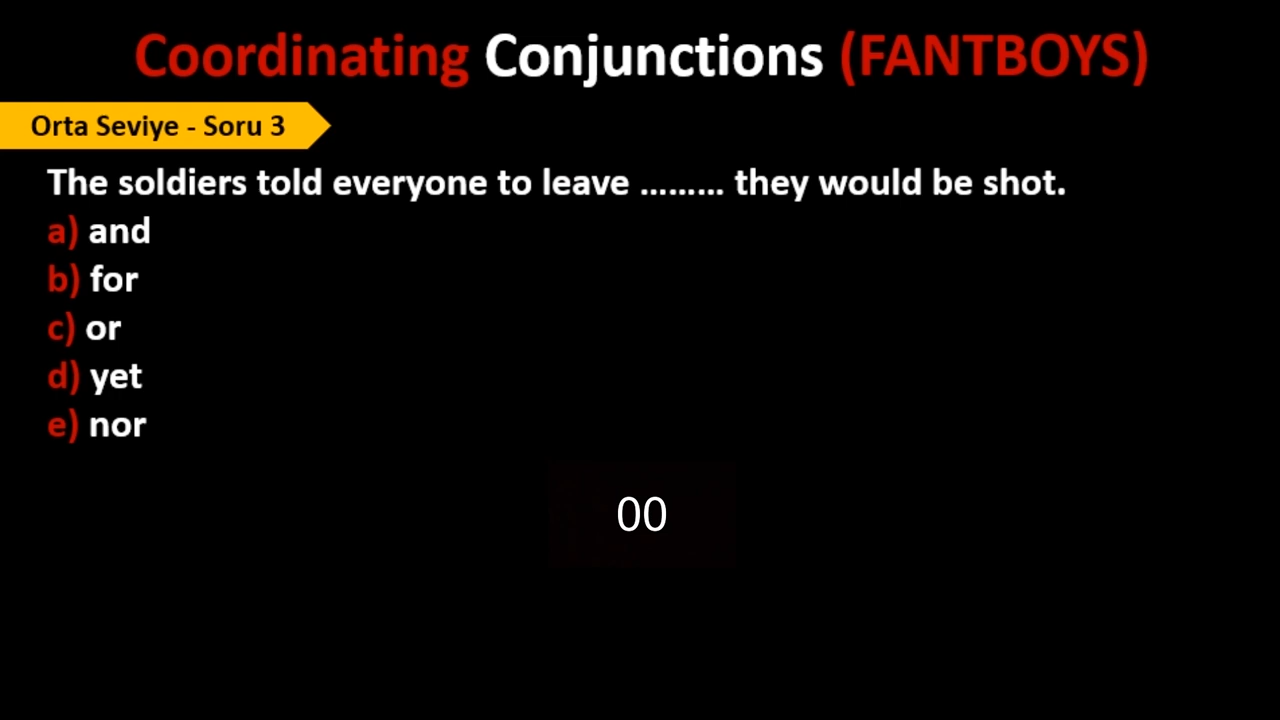 Coordinating Conjunctions (FANTBOYS)
Orta Seviye - Soru 3
The soldiers told everyone to leave ......... they would be shot.
a) and
b) for
c) or
d) yet
e) nor
00